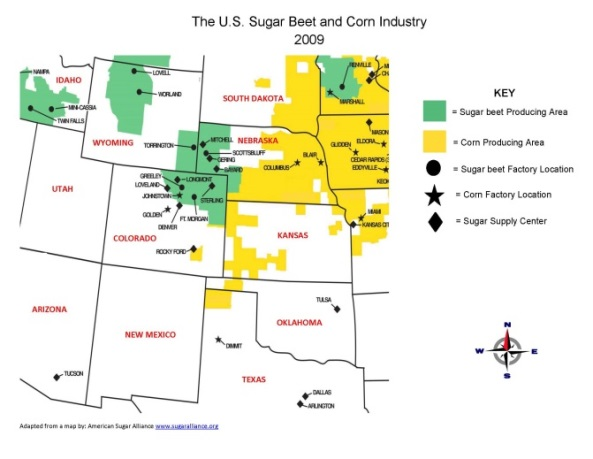 The U.S. Sugar Beet and Corn Industry
2009
NAMPA
IDAHO
MINI-CASSIA
TWIN FALLS
LOVELL
WORLAND
WYOMING
TORRINGTON
SOUTH DAKOTA
RENVILLE
MARSHALL
NEBRASKA
MITCHELL
SCOTTSBLUFF
GERING
BAYARD
COLUMBUS
BLAIR
MASON
ELDORA
GLIDDEN
CEDAR RAPIDS (
EDDYVILLE
KEOK
UTAH
GREELEY
LONGMONT
LOVELAND
JOHNSTOWN
STERLING
GOLDEN
FT. MORGAN
DENVER
COLORADO
ROCKY FORD
KANSAS
MIAMI
KANSAS CIT
ARIZONA
TUCSON
NEW MEXICO
OKLAHOMA
TULSA
DIMMIT
TEXAS
DALLAS
ARLINGTON
KEY
= Sugar beet Producing Area
= Corn Producing Area
= Sugar beet Factory Location
= Corn Factory Location
= Sugar Supply Center
N
W E
S
Adapted from a map by: American Sugar Alliance www.sugaralliance.org